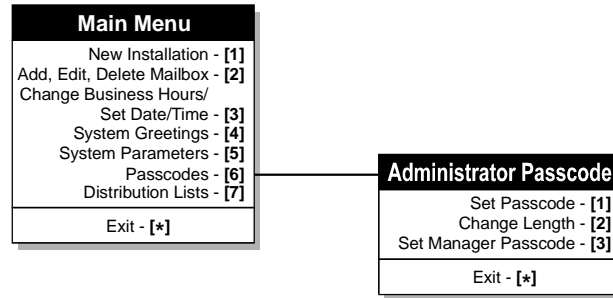 Main Menu
New Installation - [1]
Add, Edit, Delete Mailbox - [2]
Change Business Hours/
Set Date/Time - [3]
System Greetings - [4]
System Parameters - [5]
Passcodes - [6]
Distribution Lists - [7]
Exit - [*]
Administrator Passcode
Set Passcode - [1]
Change Length - [2]
Set Manager Passcode - [3]
Exit - [*]